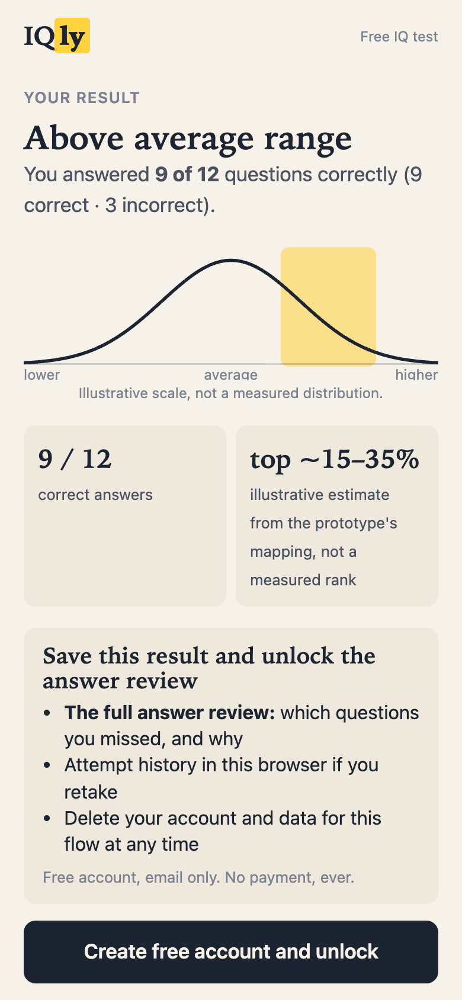 IQly
Free IQ test
YOUR RESULT
Above average range
You answered 9 of 12 questions correctly (9
correct · 3 incorrect).
lower
average
higher
Illustrative scale, not a measured distribution.
9 / 12
correct answers
top ~15–35%
illustrative estimate
from the prototype's
mapping, not a
measured rank
Save this result and unlock the
answer review
• The full answer review: which questions
you missed, and why
• Attempt history in this browser if you
retake
• Delete your account and data for this
flow at any time
Free account, email only. No payment, ever.
Create free account and unlock